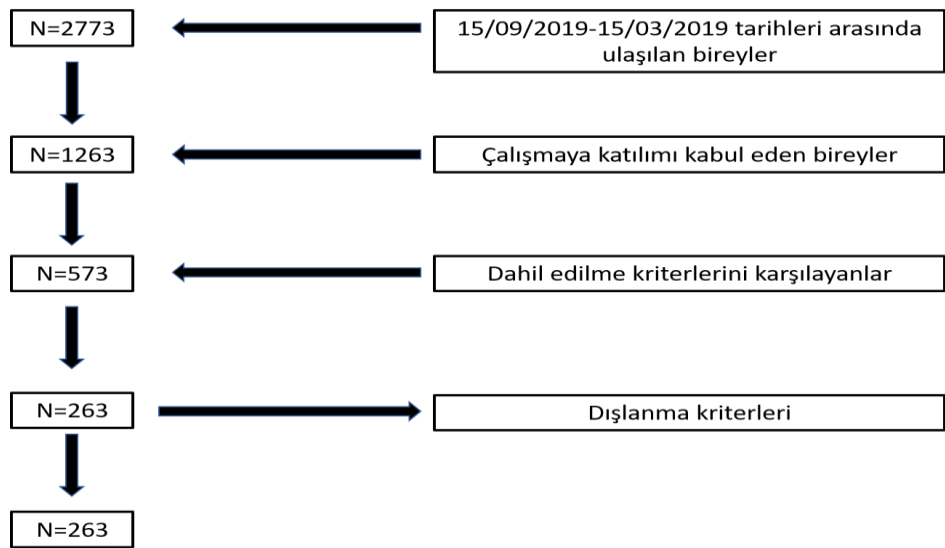 N=2773
15/09/2019-15/03/2019 tarihleri arasında
ulaşılan bireyler
N=1263
Çalışmaya katılımı kabul eden bireyler
N=573
Dahil edilme kriterlerini karşılayanlar
N=263
Dışlanma kriterleri
N=263